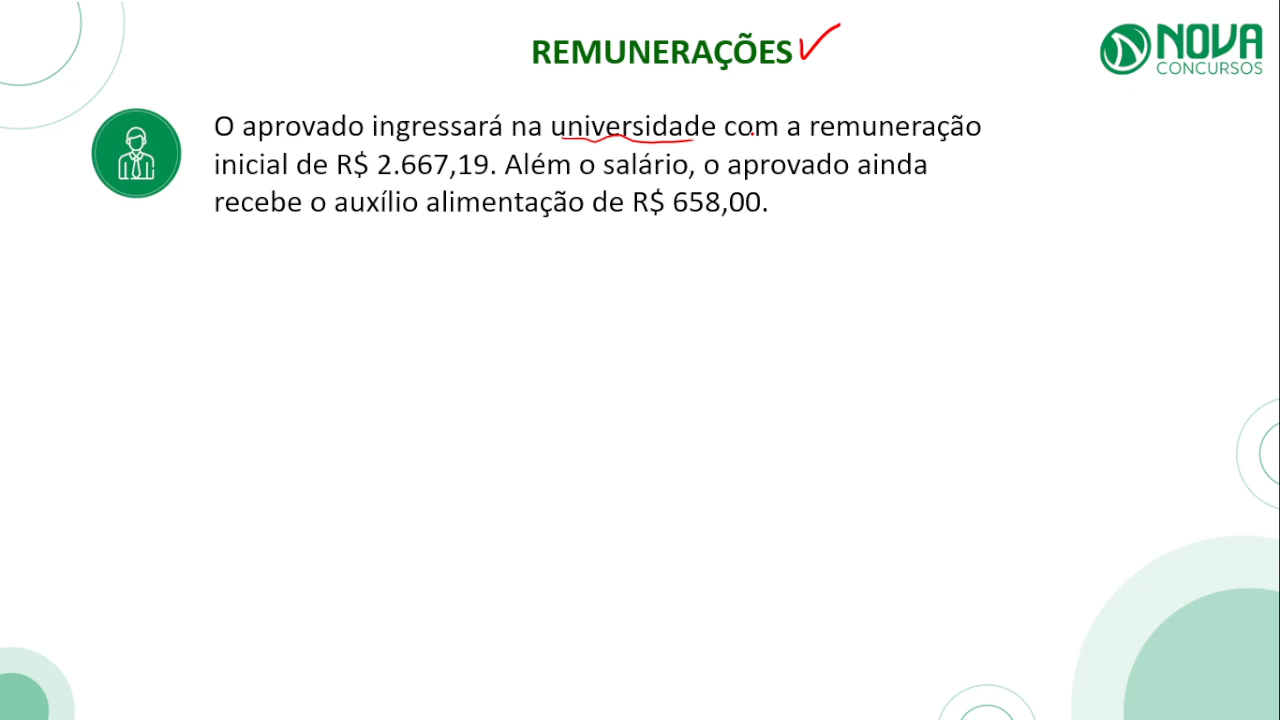 REMUNERAÇÕES
NOVA
CONCURSOS
O aprovado ingressará na universidade com a remuneração
inicial de R$ 2.667,19. Além o salário, o aprovado ainda
recebe o auxílio alimentação de R$ 658,00.